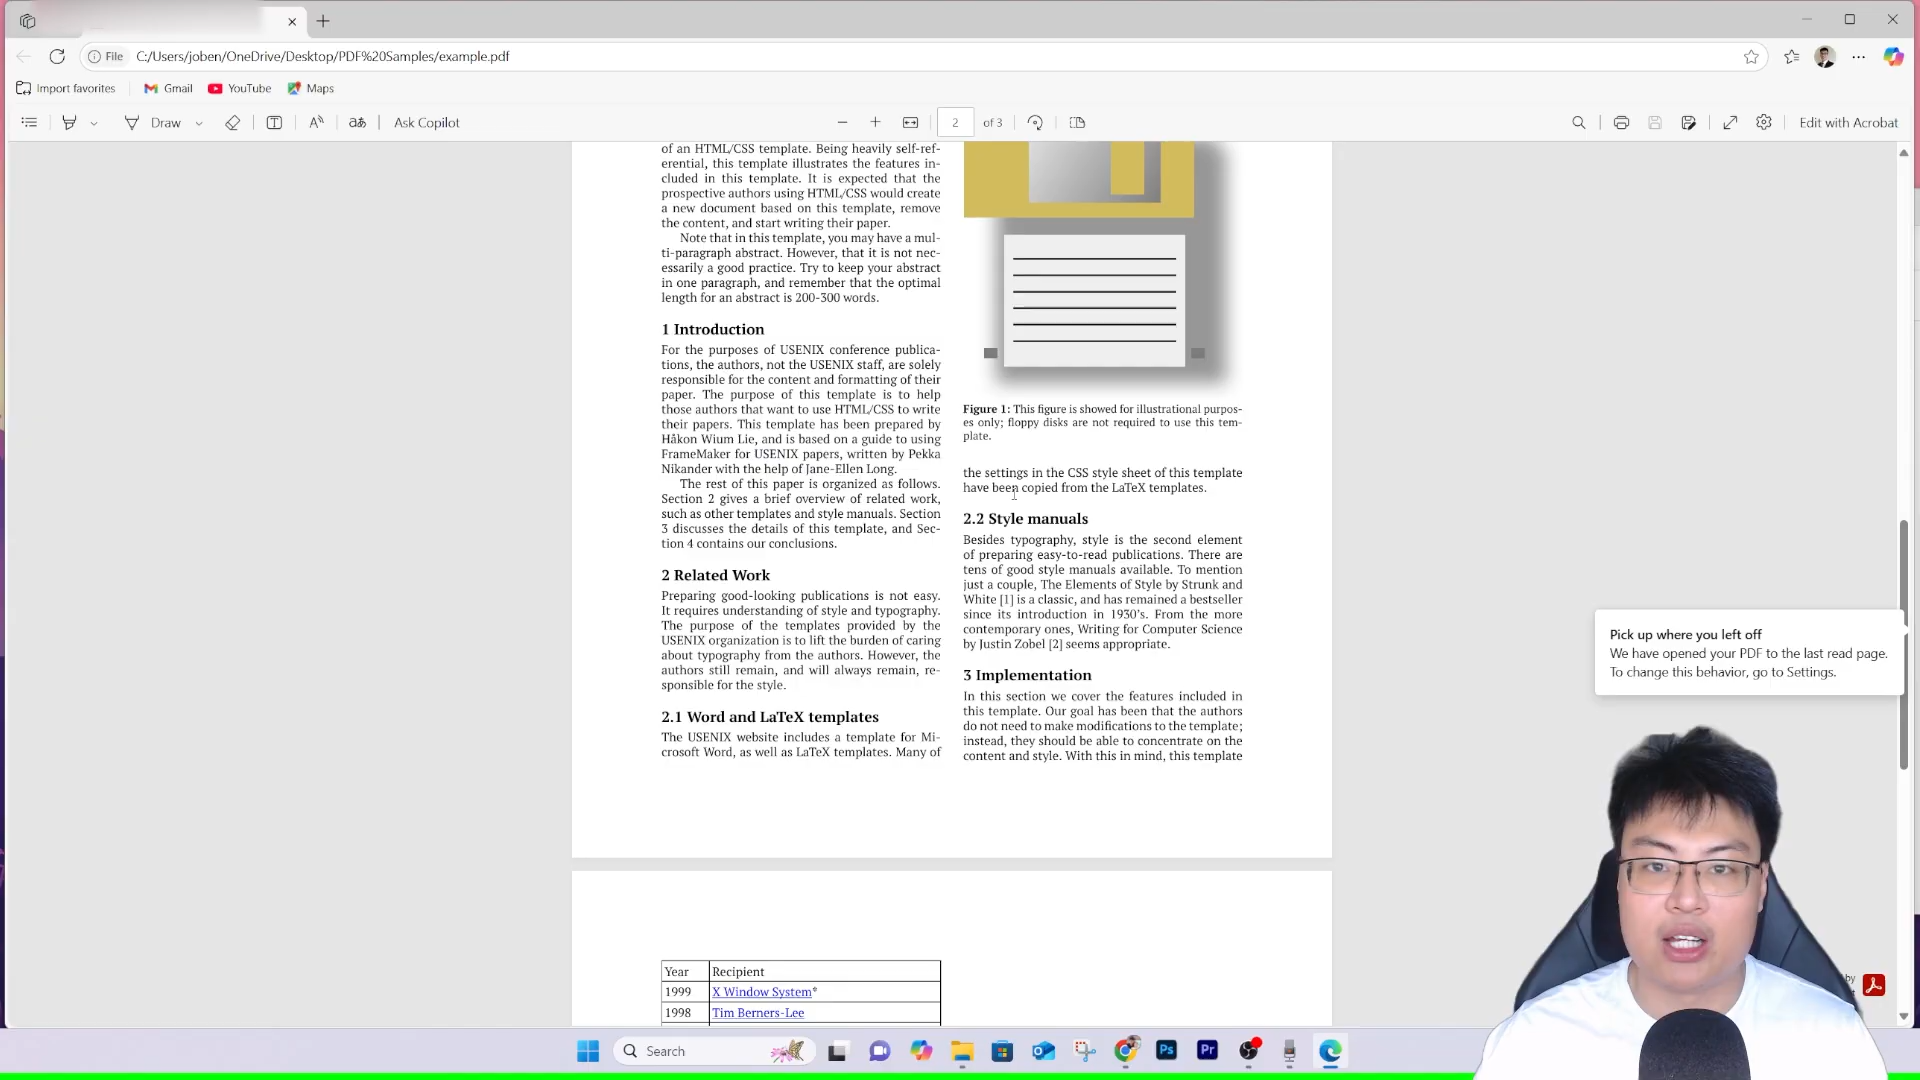 File
C:/Users/joben/OneDrive/Desktop/PDF%20Samples/example.pdf
Import favorites
Gmail
YouTube
Maps
Draw
Ask Copilot
2
of 3
Edit with Acrobat
of an HTML/CSS template. Being heavily self-ref-
erential, this template illustrates the features in-
cluded in this template. It is expected that the
prospective authors using HTML/CSS would create
a new document based on this template, remove
the content, and start writing their paper.
Note that in this template, you may have a mul-
ti-paragraph abstract. However, that it is not nec-
essarily a good practice. Try to keep your abstract
in one paragraph, and remember that the optimal
length for an abstract is 200-300 words.
1 Introduction
For the purposes of USENIX conference publica-
tions, the authors, not the USENIX staff, are solely
responsible for the content and formatting of their
paper. The purpose of this template is to help
those authors that want to use HTML/CSS to write
their papers. This template has been prepared by
Håkon Wium Lie, and is based on a guide to using
FrameMaker for USENIX papers, written by Pekka
Nikander with the help of Jane-Ellen Long.
The rest of this paper is organized as follows.
Section 2 gives a brief overview of related work,
such as other templates and style manuals. Section
3 discusses the details of this template, and Sec-
tion 4 contains our conclusions.
2 Related Work
Preparing good-looking publications is not easy.
It requires understanding of style and typography.
The purpose of the templates provided by the
USENIX organization is to lift the burden of caring
about typography from the authors. However, the
authors still remain, and will always remain, re-
sponsible for the style.
2.1 Word and LaTeX templates
The USENIX website includes a template for Mi-
crosoft Word, as well as LaTeX templates. Many of
Figure 1: This figure is showed for illustrational purpos-
es only; floppy disks are not required to use this tem-
plate.
the settings in the CSS style sheet of this template
have been copied from the LaTeX templates.
2.2 Style manuals
Besides typography, style is the second element
of preparing easy-to-read publications. There are
tens of good style manuals available. To mention
just a couple, The Elements of Style by Strunk and
White [1] is a classic, and has remained a bestseller
since its introduction in 1930's. From the more
contemporary ones, Writing for Computer Science
by Justin Zobel [2] seems appropriate.
3 Implementation
In this section we cover the features included in
this template. Our goal has been that the authors
do not need to make modifications to the template;
instead, they should be able to concentrate on the
content and style. With this in mind, this template
Year Recipient
1999 X Window System*
1998 Tim Berners-Lee
Pick up where you left off
We have opened your PDF to the last read page.
To change this behavior, go to Settings.
by
Search
Ps
Pr